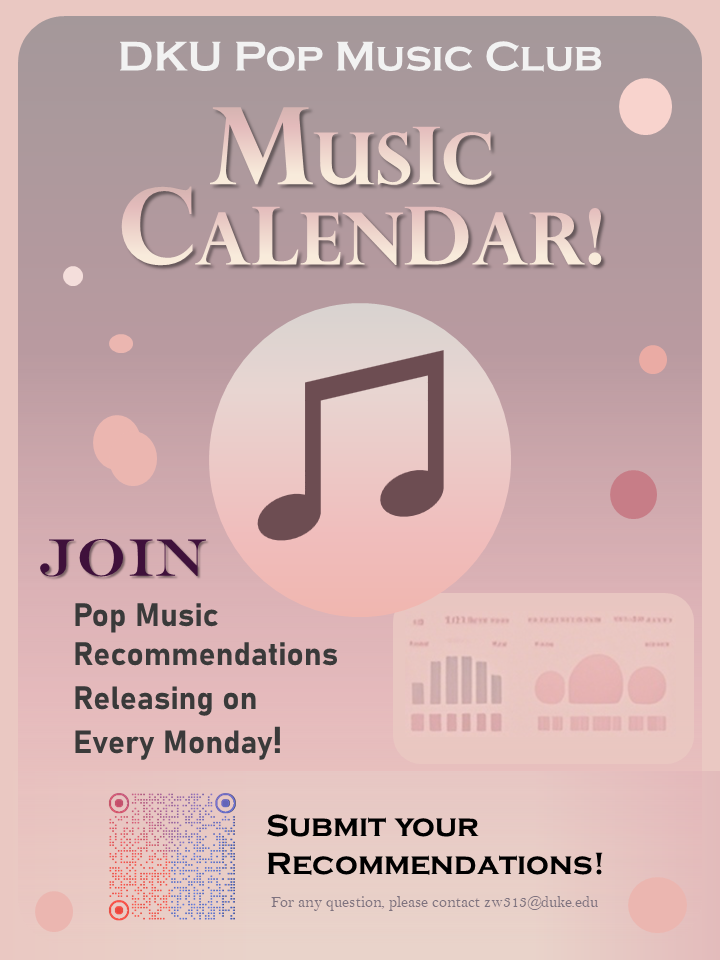 DKU Pop Music Club
Music
Calendar!
JOIN
Pop Music
Recommendations
Releasing on
Every Monday!
Submit your
Recommendations!
For any question, please contact zw313@duke.edu